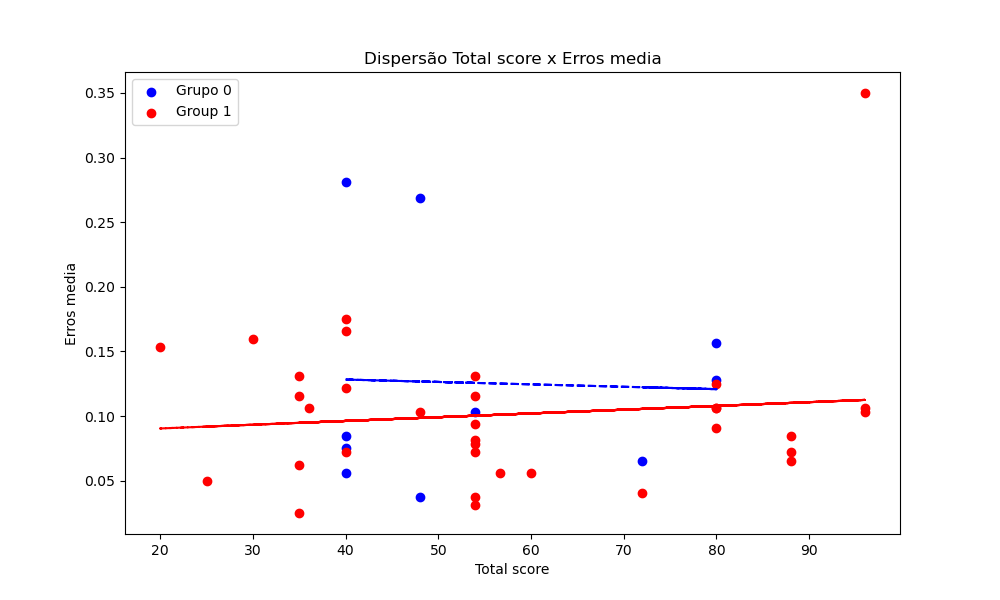 Dispersão Total score x Erros media
Grupo 0
Group 1
Erros media
0.35
0.30
0.25
0.20
0.15
0.10
0.05
20 30 40 50 60 70 80 90
Total score